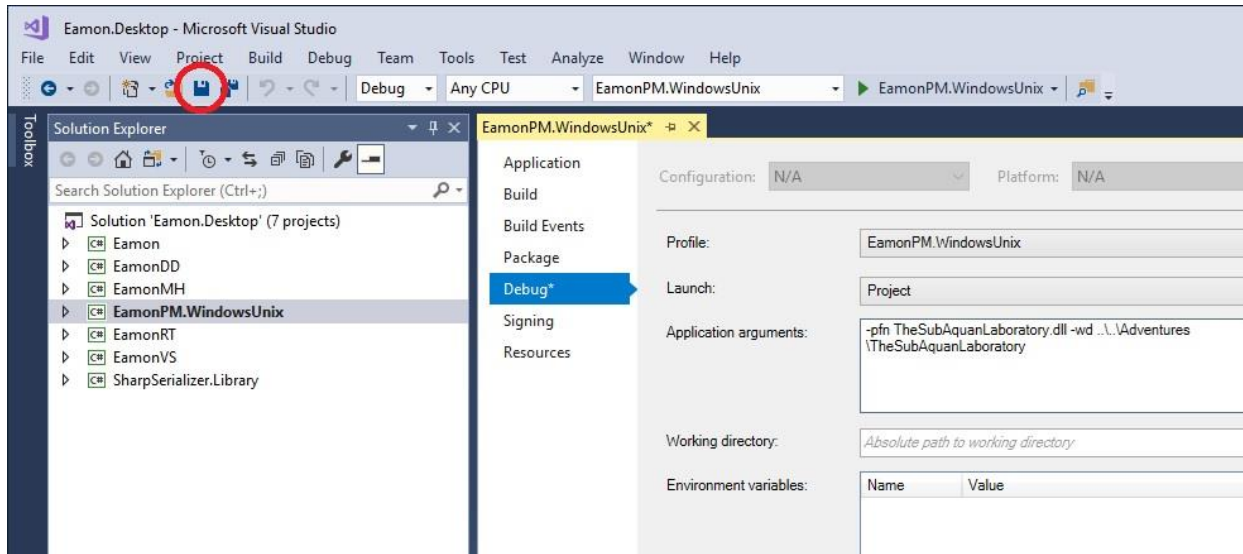 Eamon.Desktop - Microsoft Visual Studio
File Edit View Project Build Debug Team Tools Test Analyze Window Help
Debug Any CPU EamonPM.WindowsUnix EamonPM.WindowsUnix
Toolbox
Solution Explorer
EamonPM.WindowsUnix*
Search Solution Explorer (Ctrl+;)
Solution 'Eamon.Desktop' (7 projects)
C# Eamon
C# EamonDD
C# EamonMH
C# EamonPM.WindowsUnix
C# EamonRT
C# EamonVS
C# SharpSerializer.Library
Application
Build
Build Events
Package
Debug*
Signing
Resources
Configuration: N/A Platform: N/A
Profile: EamonPM.WindowsUnix
Launch: Project
Application arguments: -pfn TheSubAquanLaboratory.dll -wd ..\..\Adventures
\TheSubAquanLaboratory
Working directory: Absolute path to working directory
Environment variables: Name Value